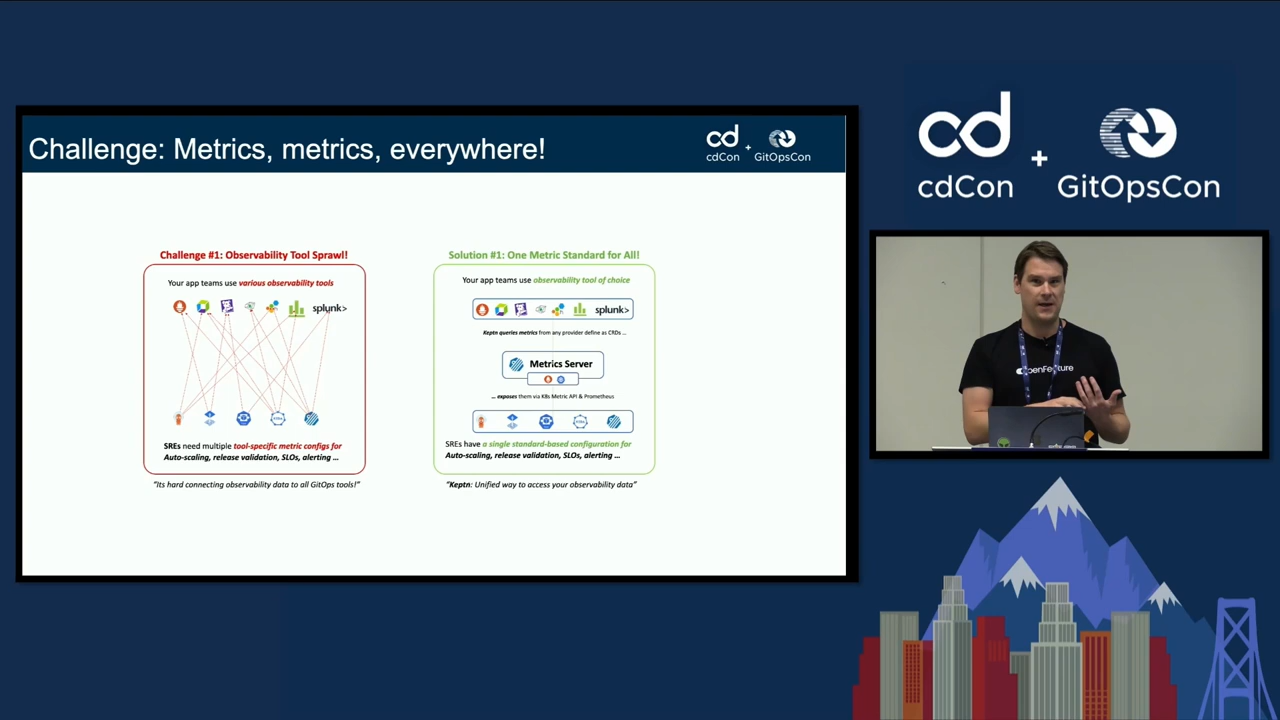 Challenge: Metrics, metrics, everywhere!
cd
cdCon
+
GitOpsCon
Challenge #1: Observability Tool Sprawl!
Your app teams use various observability tools
splunk>
SREs need multiple tool-specific metric configs for
Auto-scaling, release validation, SLOs, alerting ...
"Its hard connecting observability data to all GitOps tools!"
Solution #1: One Metric Standard for All!
Your app teams use observability tool of choice
splunk>
Keptn queries metrics from any provider define as CRDs ...
Metrics Server
... exposes them via K8s Metric API & Prometheus
SREs have a single standard-based configuration for
Auto-scaling, release validation, SLOs, alerting ...
"Keptn: Unified way to access your observability data"
cd
cdCon
+
GitOpsCon
OpenFeature